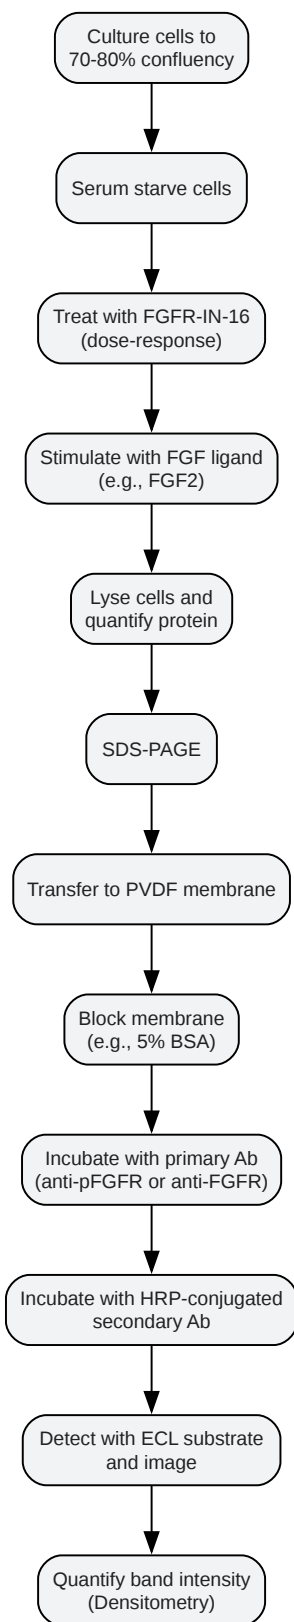 Culture cells to
70-80% confluency
Serum starve cells
Treat with FGFR-IN-16
(dose-response)
Stimulate with FGF ligand
(e.g., FGF2)
Lyse cells and
quantify protein
SDS-PAGE
Transfer to PVDF membrane
Block membrane
(e.g., 5% BSA)
Incubate with primary Ab
(anti-pFGFR or anti-FGFR)
Incubate with HRP-conjugated
secondary Ab
Detect with ECL substrate
and image
Quantify band intensity
(Densitometry)